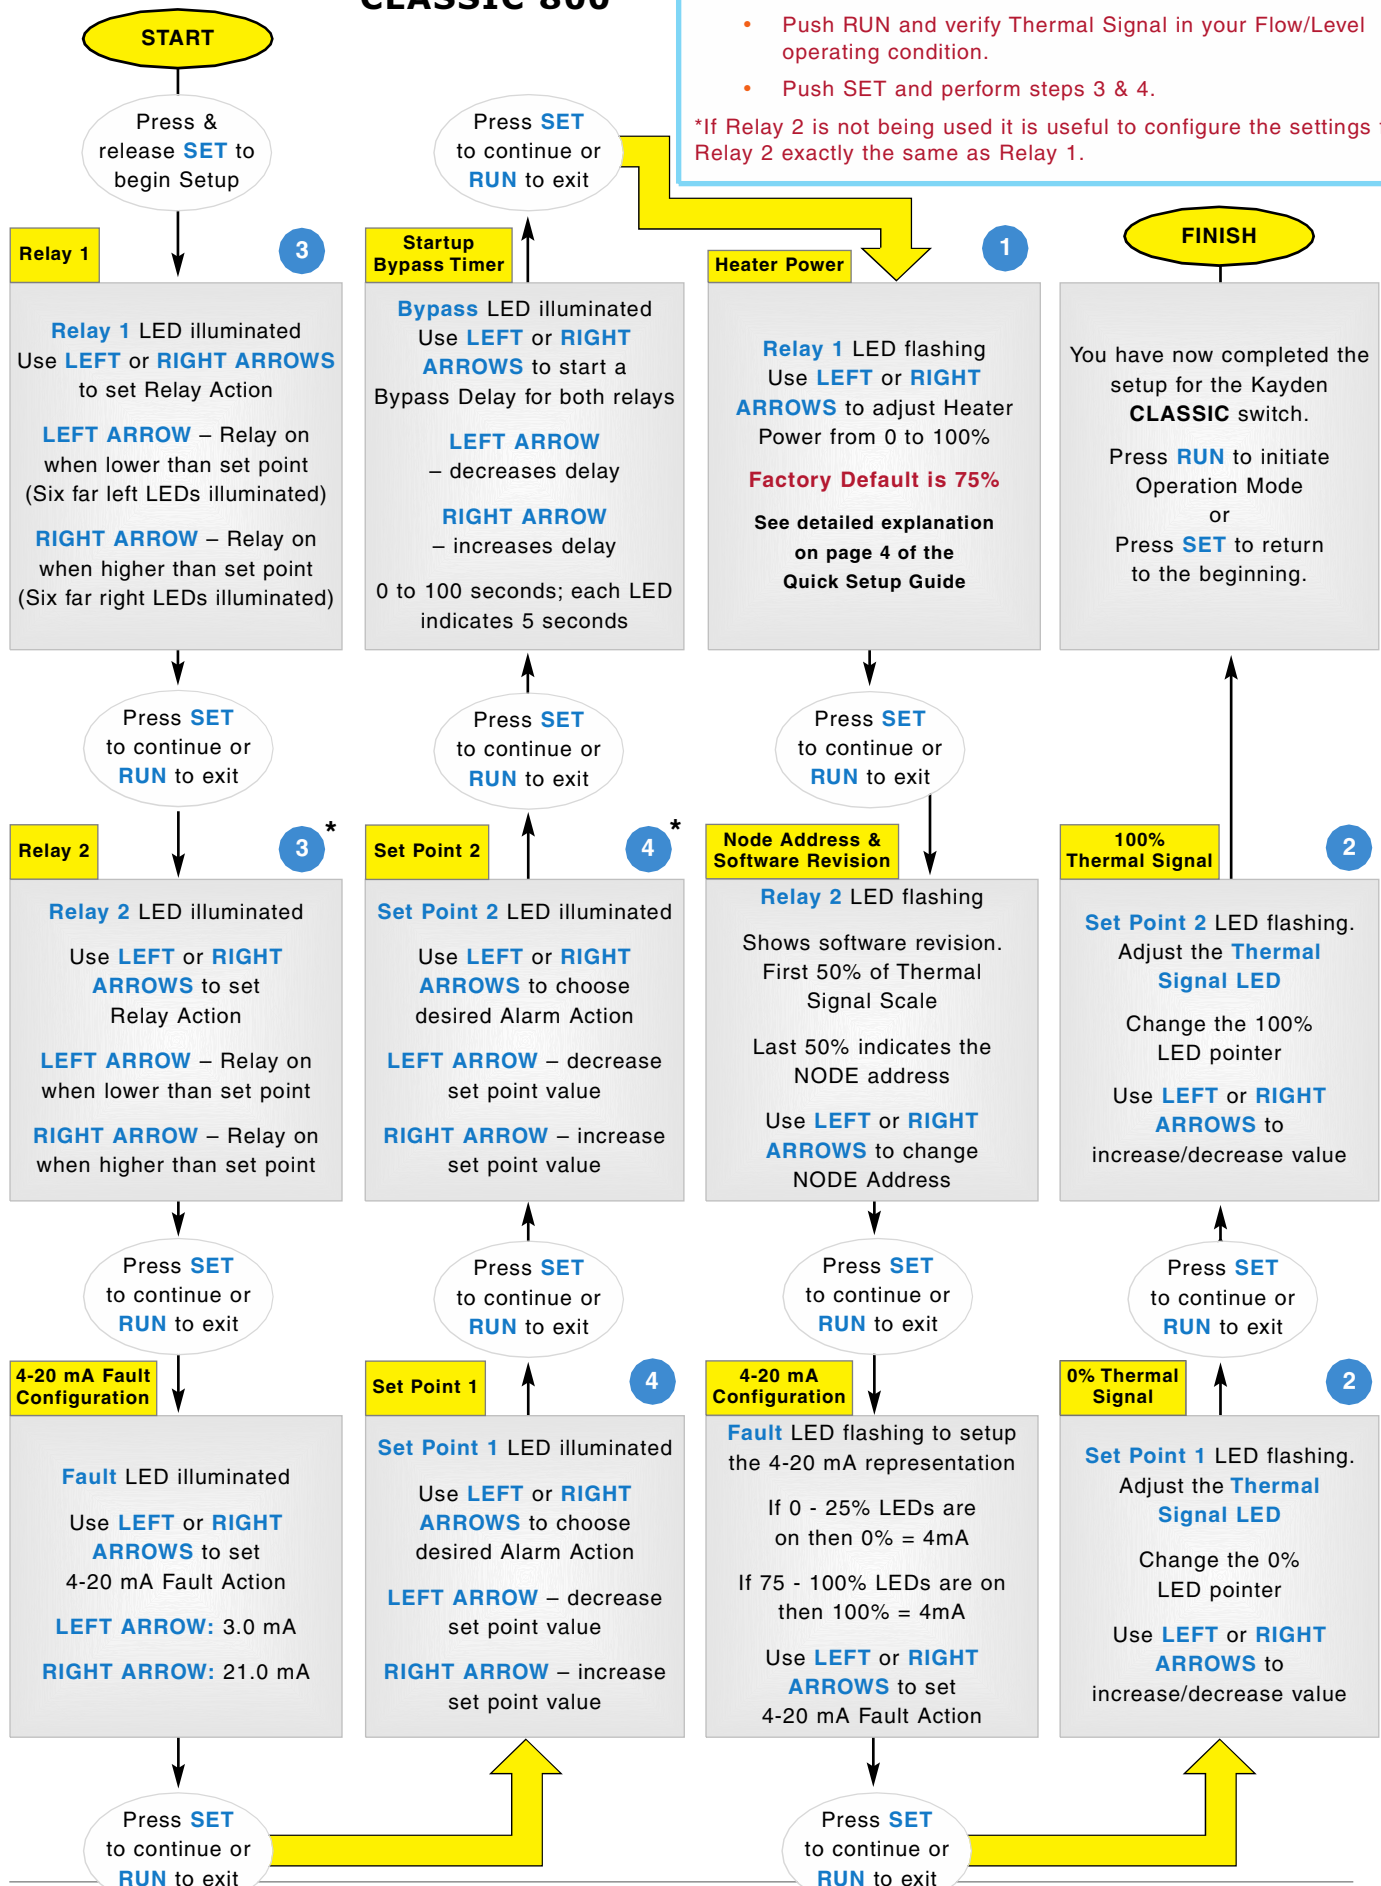 CLASSIC 800
• Push RUN and verify Thermal Signal in your Flow/Level
operating condition.
• Push SET and perform steps 3 & 4.
*If Relay 2 is not being used it is useful to configure the settings
Relay 2 exactly the same as Relay 1.
START
Press &
release SET to
begin Setup
Relay 1
3
Relay 1 LED illuminated
Use LEFT or RIGHT ARROWS
to set Relay Action
LEFT ARROW – Relay on
when lower than set point
(Six far left LEDs illuminated)
RIGHT ARROW – Relay on
when higher than set point
(Six far right LEDs illuminated)
Press SET
to continue or
RUN to exit
Relay 2
3
*
Relay 2 LED illuminated
Use LEFT or RIGHT
ARROWS to set
Relay Action
LEFT ARROW – Relay on
when lower than set point
RIGHT ARROW – Relay on
when higher than set point
Press SET
to continue or
RUN to exit
4-20 mA Fault
Configuration
Fault LED illuminated
Use LEFT or RIGHT
ARROWS to set
4-20 mA Fault Action
LEFT ARROW: 3.0 mA
RIGHT ARROW: 21.0 mA
Press SET
to continue or
RUN to exit
Set Point 1
4
Set Point 1 LED illuminated
Use LEFT or RIGHT
ARROWS to choose
desired Alarm Action
LEFT ARROW – decrease
set point value
RIGHT ARROW – increase
set point value
Press SET
to continue or
RUN to exit
Set Point 2
4
*
Set Point 2 LED illuminated
Use LEFT or RIGHT
ARROWS to choose
desired Alarm Action
LEFT ARROW – decrease
set point value
RIGHT ARROW – increase
set point value
Press SET
to continue or
RUN to exit
Startup
Bypass Timer
Bypass LED illuminated
Use LEFT or RIGHT
ARROWS to start a
Bypass Delay for both relays
LEFT ARROW
– decreases delay
RIGHT ARROW
– increases delay
0 to 100 seconds; each LED
indicates 5 seconds
Press SET
to continue or
RUN to exit
Heater Power
1
Relay 1 LED flashing
Use LEFT or RIGHT
ARROWS to adjust Heater
Power from 0 to 100%
Factory Default is 75%
See detailed explanation
on page 4 of the
Quick Setup Guide
Press SET
to continue or
RUN to exit
Node Address &
Software Revision
Relay 2 LED flashing
Shows software revision.
First 50% of Thermal
Signal Scale
Last 50% indicates the
NODE address
Use LEFT or RIGHT
ARROWS to change
NODE Address
Press SET
to continue or
RUN to exit
4-20 mA
Configuration
Fault LED flashing to setup
the 4-20 mA representation
If 0 - 25% LEDs are
on then 0% = 4mA
If 75 - 100% LEDs are on
then 100% = 4mA
Use LEFT or RIGHT
ARROWS to set
4-20 mA Fault Action
Press SET
to continue or
RUN to exit
0% Thermal
Signal
2
Set Point 1 LED flashing.
Adjust the Thermal
Signal LED
Change the 0%
LED pointer
Use LEFT or RIGHT
ARROWS to
increase/decrease value
Press SET
to continue or
RUN to exit
100%
Thermal Signal
2
Set Point 2 LED flashing.
Adjust the Thermal
Signal LED
Change the 100%
LED pointer
Use LEFT or RIGHT
ARROWS to
increase/decrease value
FINISH
You have now completed the
setup for the Kayden
CLASSIC switch.
Press RUN to initiate
Operation Mode
or
Press SET to return
to the beginning.